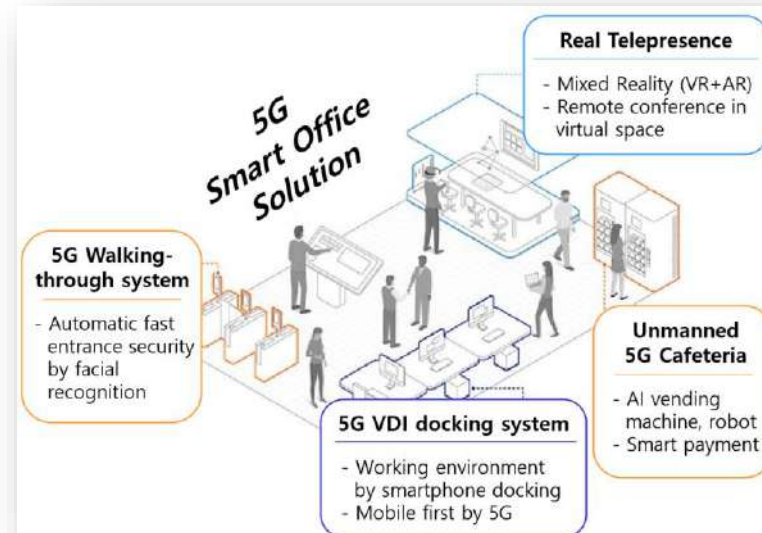 Real Telepresence
- Mixed Reality (VR+AR)
- Remote conference in
virtual space
5G
Smart Office
Solution
5G Walking-
through system
- Automatic fast
entrance security
by facial
recognition
Unmanned
5G Cafeteria
- AI vending
machine, robot
- Smart payment
5G VDI docking system
- Working environment
by smartphone docking
- Mobile first by 5G